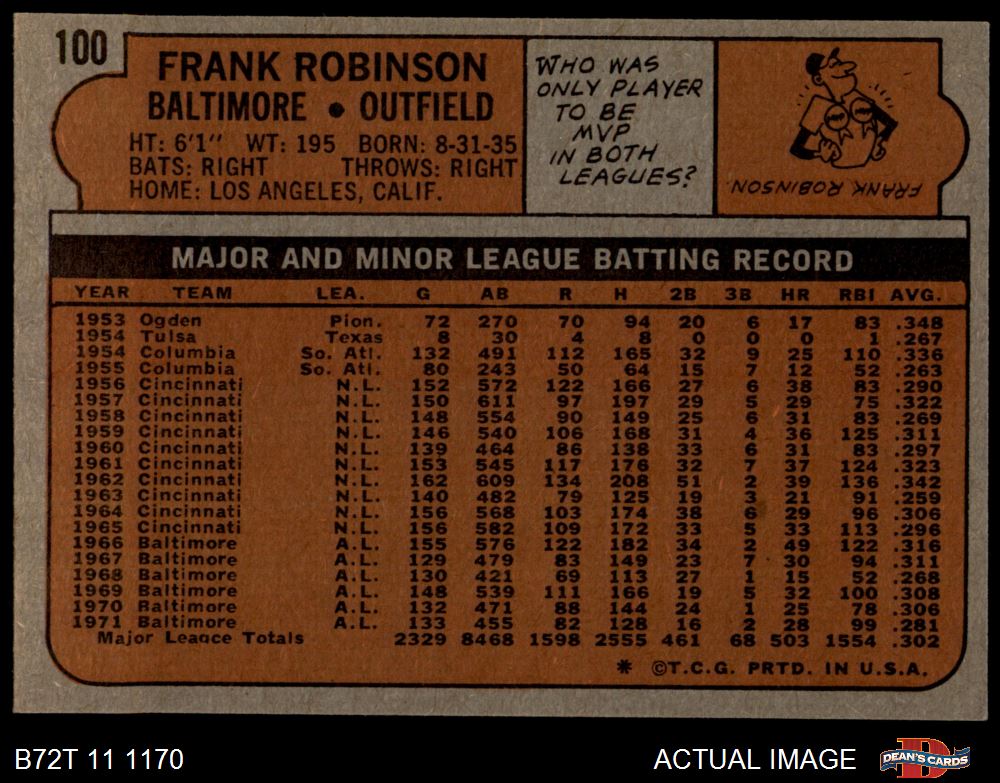 100
FRANK ROBINSON
BALTIMORE • OUTFIELD
HT: 6'1" WT: 195 BORN: 8-31-35
BATS: RIGHT THROWS: RIGHT
HOME: LOS ANGELES, CALIF.
WHO WAS
ONLY PLAYER
TO BE
MVP
IN BOTH
LEAGUES?
FRANK ROBINSON
MAJOR AND MINOR LEAGUE BATTING RECORD
YEAR TEAM LEA. G AB R H 2B 3B HR RBI AVG.
1953 Ogden Pion. 72 270 70 94 20 6 17 83 .348
1954 Tulsa Texas 8 30 4 8 0 0 0 1 .267
1954 Columbia So. Atl. 132 491 112 165 32 9 25 110 .336
1955 Columbia So. Atl. 80 243 50 64 15 7 12 52 .263
1956 Cincinnati N.L. 152 572 122 166 27 6 38 83 .290
1957 Cincinnati N.L. 150 611 97 197 29 5 29 75 .322
1958 Cincinnati N.L. 148 554 90 149 25 6 31 83 .269
1959 Cincinnati N.L. 146 540 106 168 31 4 36 125 .311
1960 Cincinnati N.L. 139 464 86 138 33 6 31 83 .297
1961 Cincinnati N.L. 153 545 117 176 32 7 37 124 .323
1962 Cincinnati N.L. 162 609 134 208 51 2 39 136 .342
1963 Cincinnati N.L. 140 482 79 125 19 3 21 91 .259
1964 Cincinnati N.L. 156 568 103 174 38 6 29 96 .306
1965 Cincinnati N.L. 156 582 109 172 33 5 33 113 .296
1966 Baltimore A.L. 155 576 122 182 34 2 49 122 .316
1967 Baltimore A.L. 129 479 83 149 23 7 30 94 .311
1968 Baltimore A.L. 130 421 69 113 27 1 15 52 .268
1969 Baltimore A.L. 148 539 111 166 19 5 32 100 .308
1970 Baltimore A.L. 132 471 88 144 24 1 25 78 .306
1971 Baltimore A.L. 133 455 82 128 16 2 28 99 .281
Major League Totals 2329 8468 1598 2555 461 68 503 1554 .302
* ©T.C.G. PRTD. IN U.S.A.
B72T 11 1170
ACTUAL IMAGE
DEAN'S CARDS